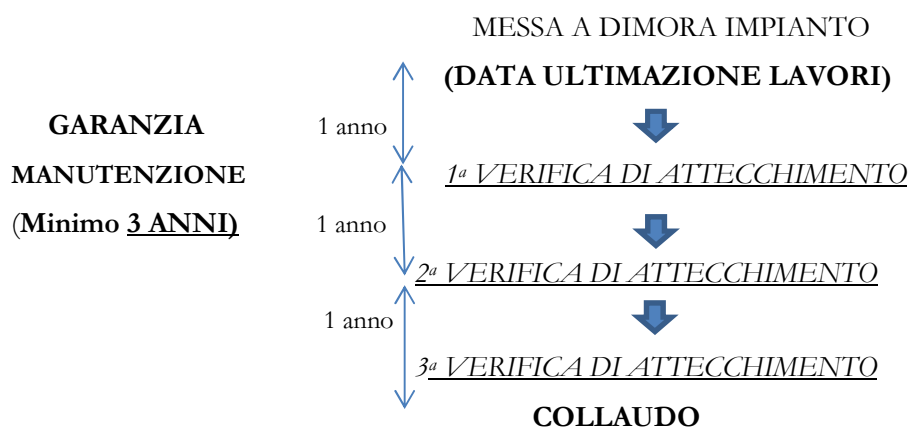 MESSA A DIMORA IMPIANTO
(DATA ULTIMAZIONE LAVORI)
GARANZIA
MANUTENZIONE
(Minimo 3 ANNI)
1 anno
1ª VERIFICA DI ATTECCHIMENTO
1 anno
2ª VERIFICA DI ATTECCHIMENTO
1 anno
3ª VERIFICA DI ATTECCHIMENTO
COLLAUDO